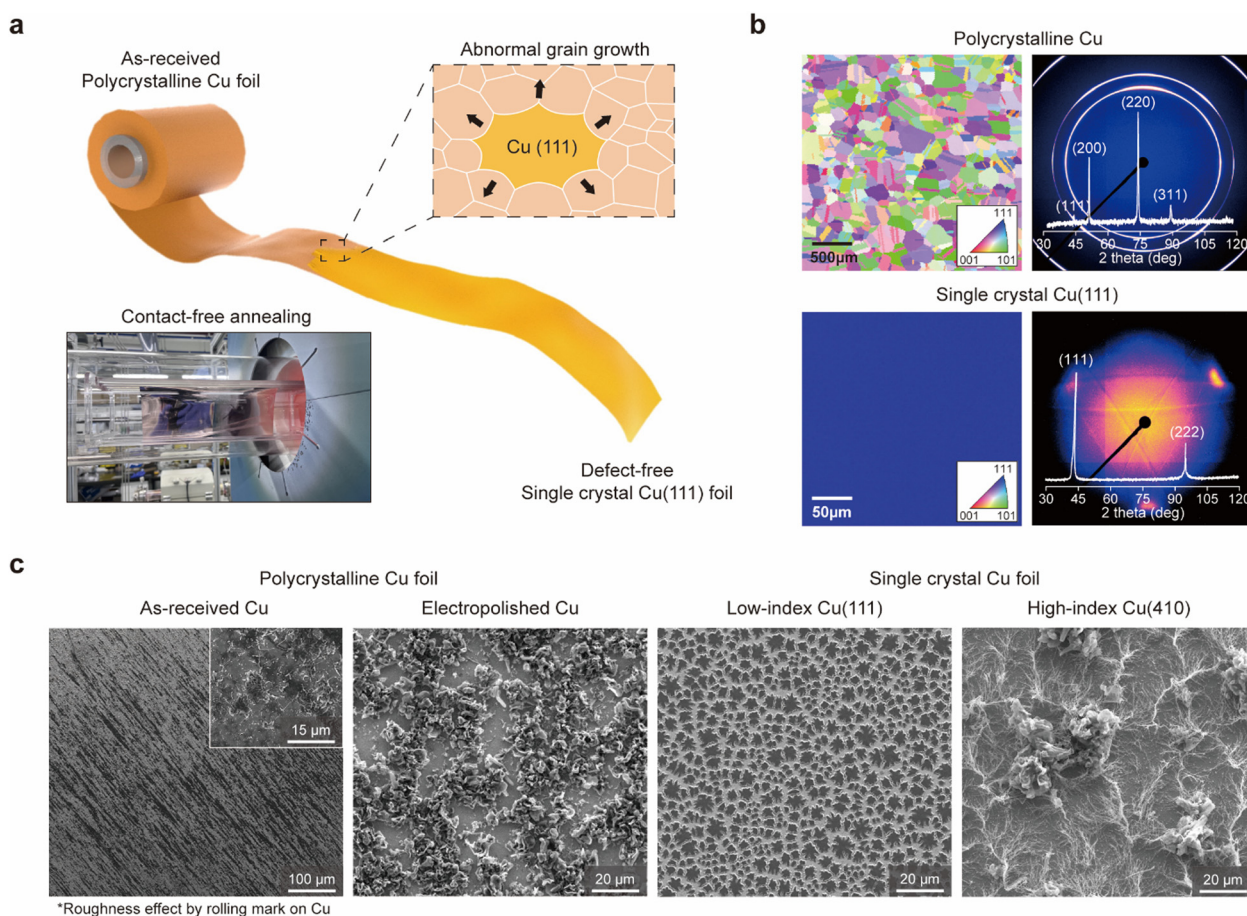 a
As-received
Polycrystalline Cu foil
Abnormal grain growth
Cu (111)
Contact-free annealing
Defect-free
Single crystal Cu(111) foil
b
Polycrystalline Cu
500μm
111
001
101
(111)
(200)
(220)
(311)
30 45 60 75 90 105 120
2 theta (deg)
Single crystal Cu(111)
50μm
111
001
101
(111)
(222)
30 45 60 75 90 105 120
2 theta (deg)
c
Polycrystalline Cu foil
Single crystal Cu foil
As-received Cu
Electropolished Cu
Low-index Cu(111)
High-index Cu(410)
15 μm
100 μm
20 μm
20 μm
20 μm
*Roughness effect by rolling mark on Cu